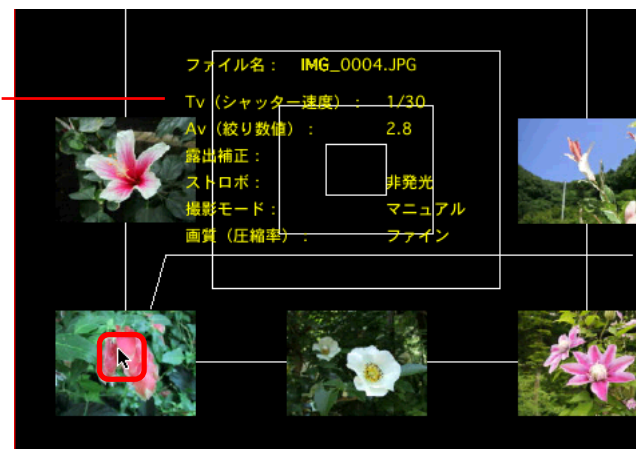 ファイル名： IMG_0004.JPG
Tv（シャッター速度）： 1/30
Av（絞り数値）： 2.8
露出補正：
ストロボ： 非発光
撮影モード： マニュアル
画質（圧縮率）： ファイン